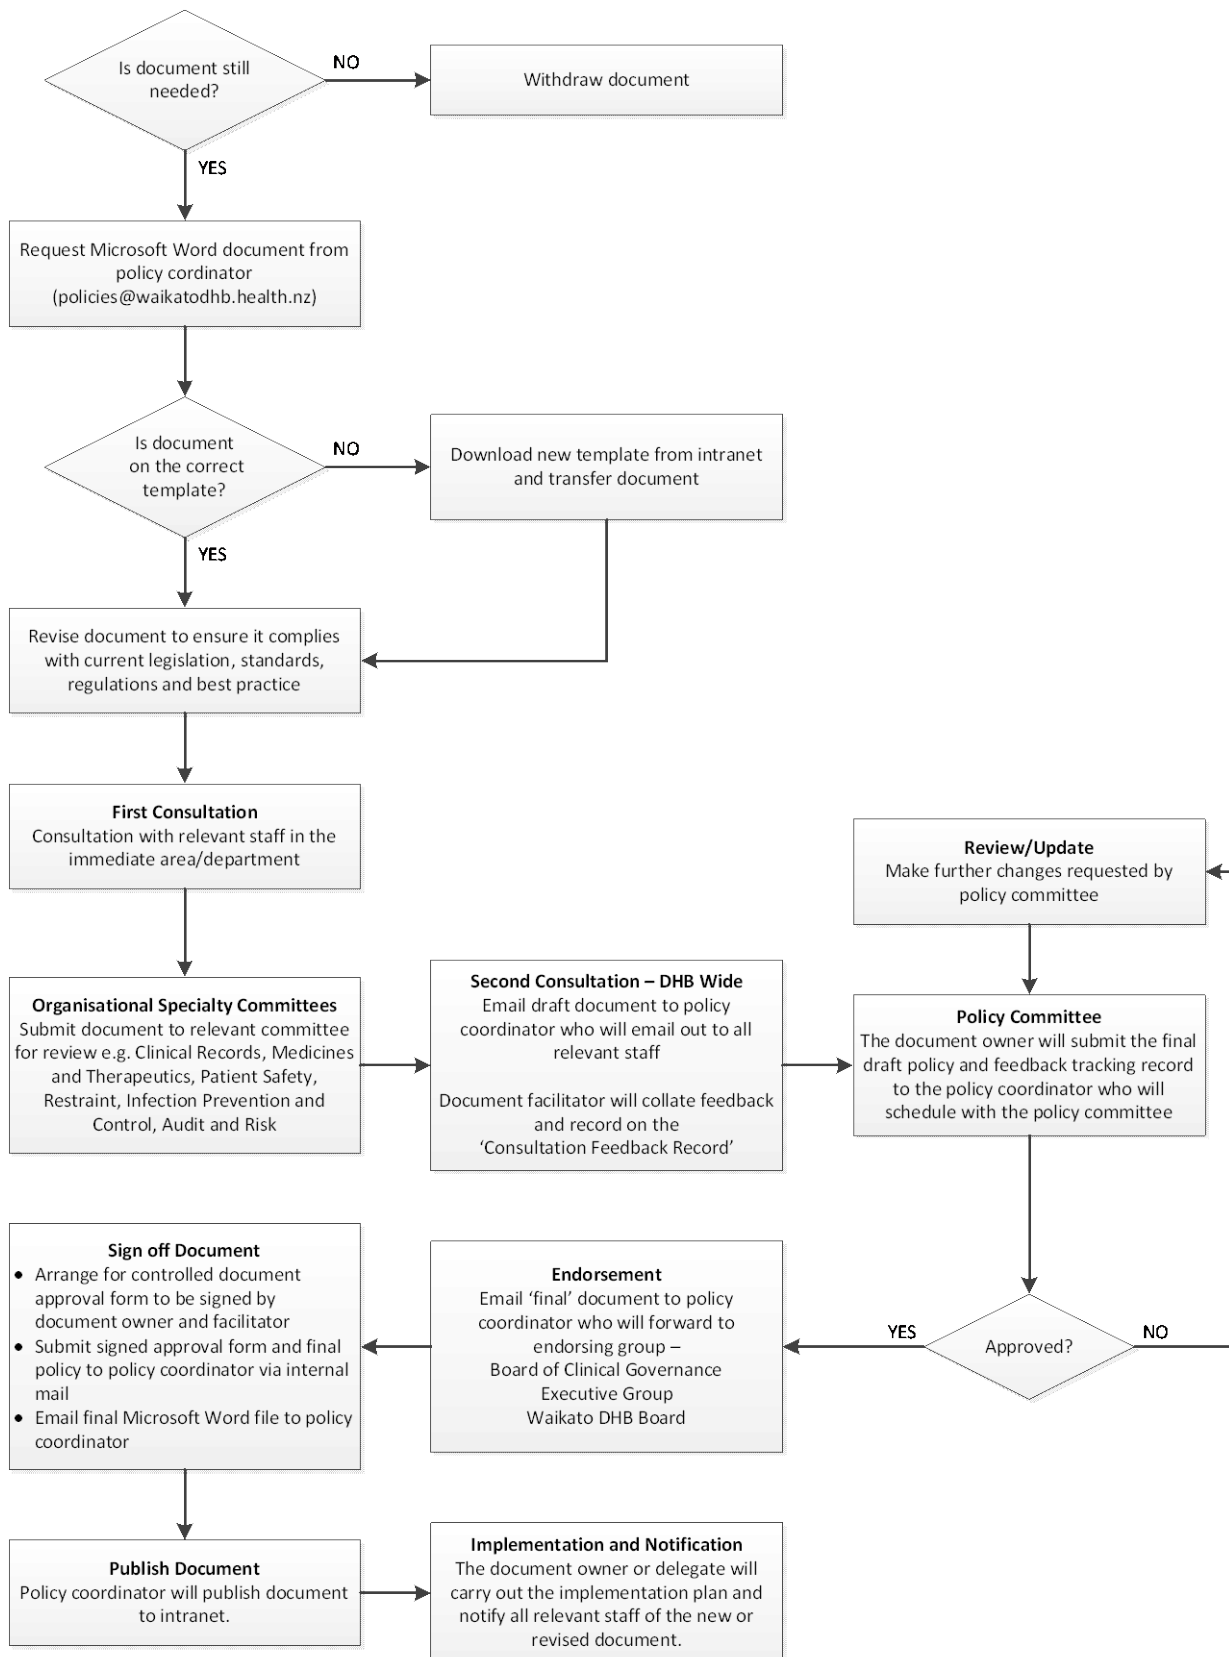 Is document still
needed?
NO
Withdraw document
YES
Request Microsoft Word document from
policy cordinator
(policies@waikatodhb.health.nz)
Is document
on the correct
template?
NO
Download new template from intranet
and transfer document
YES
Revise document to ensure it complies
with current legislation, standards,
regulations and best practice
First Consultation
Consultation with relevant staff in the
immediate area/department
Review/Update
Make further changes requested by
policy committee
Organisational Specialty Committees
Submit document to relevant committee
for review e.g. Clinical Records, Medicines
and Therapeutics, Patient Safety,
Restraint, Infection Prevention and
Control, Audit and Risk
Second Consultation – DHB Wide
Email draft document to policy
coordinator who will email out to all
relevant staff
Document facilitator will collate feedback
and record on the
‘Consultation Feedback Record’
Policy Committee
The document owner will submit the final
draft policy and feedback tracking record
to the policy coordinator who will
schedule with the policy committee
Approved?
YES
NO
Endorsement
Email ‘final’ document to policy
coordinator who will forward to
endorsing group –
Board of Clinical Governance
Executive Group
Waikato DHB Board
Sign off Document
• Arrange for controlled document
approval form to be signed by
document owner and facilitator
• Submit signed approval form and final
policy to policy coordinator via internal
mail
• Email final Microsoft Word file to policy
coordinator
Publish Document
Policy coordinator will publish document
to intranet.
Implementation and Notification
The document owner or delegate will
carry out the implementation plan and
notify all relevant staff of the new or
revised document.